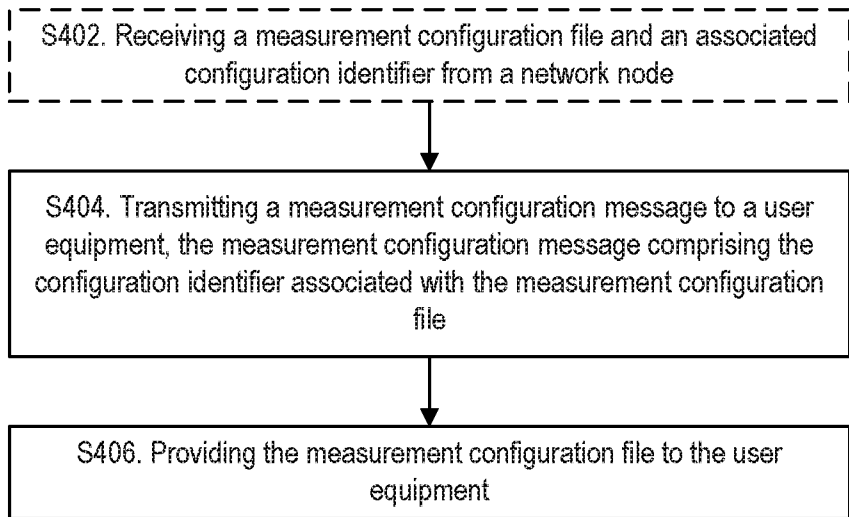 S402. Receiving a measurement configuration file and an associated
configuration identifier from a network node
S404. Transmitting a measurement configuration message to a user
equipment, the measurement configuration message comprising the
configuration identifier associated with the measurement configuration
file
S406. Providing the measurement configuration file to the user
equipment